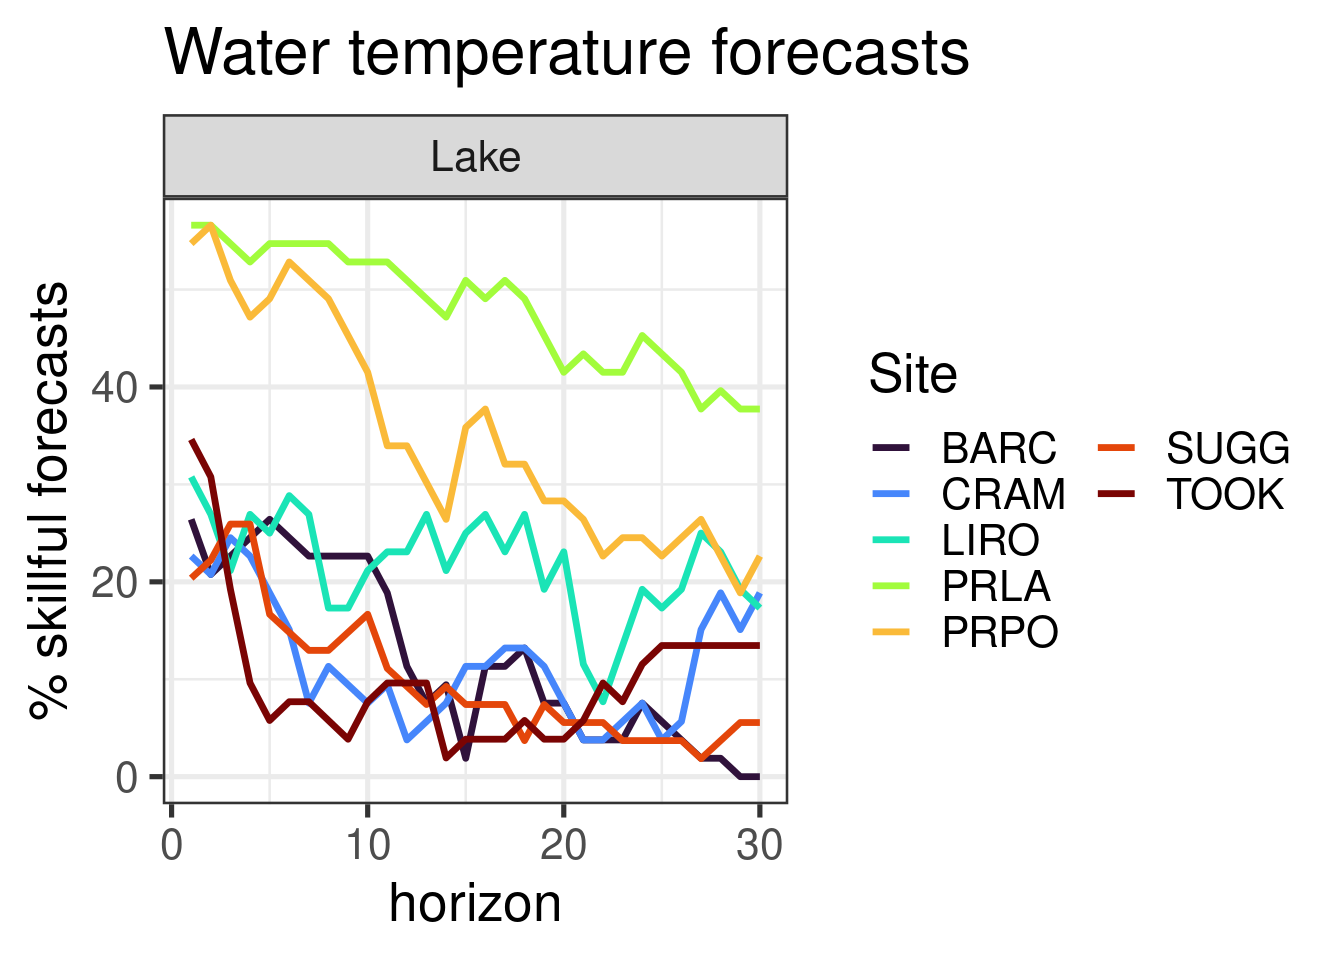 Water temperature forecasts
Lake
% skillful forecasts
40
20
0
0 10 20 30
horizon
Site
BARC SUGG
CRAM TOOK
LIRO
PRLA
PRPO